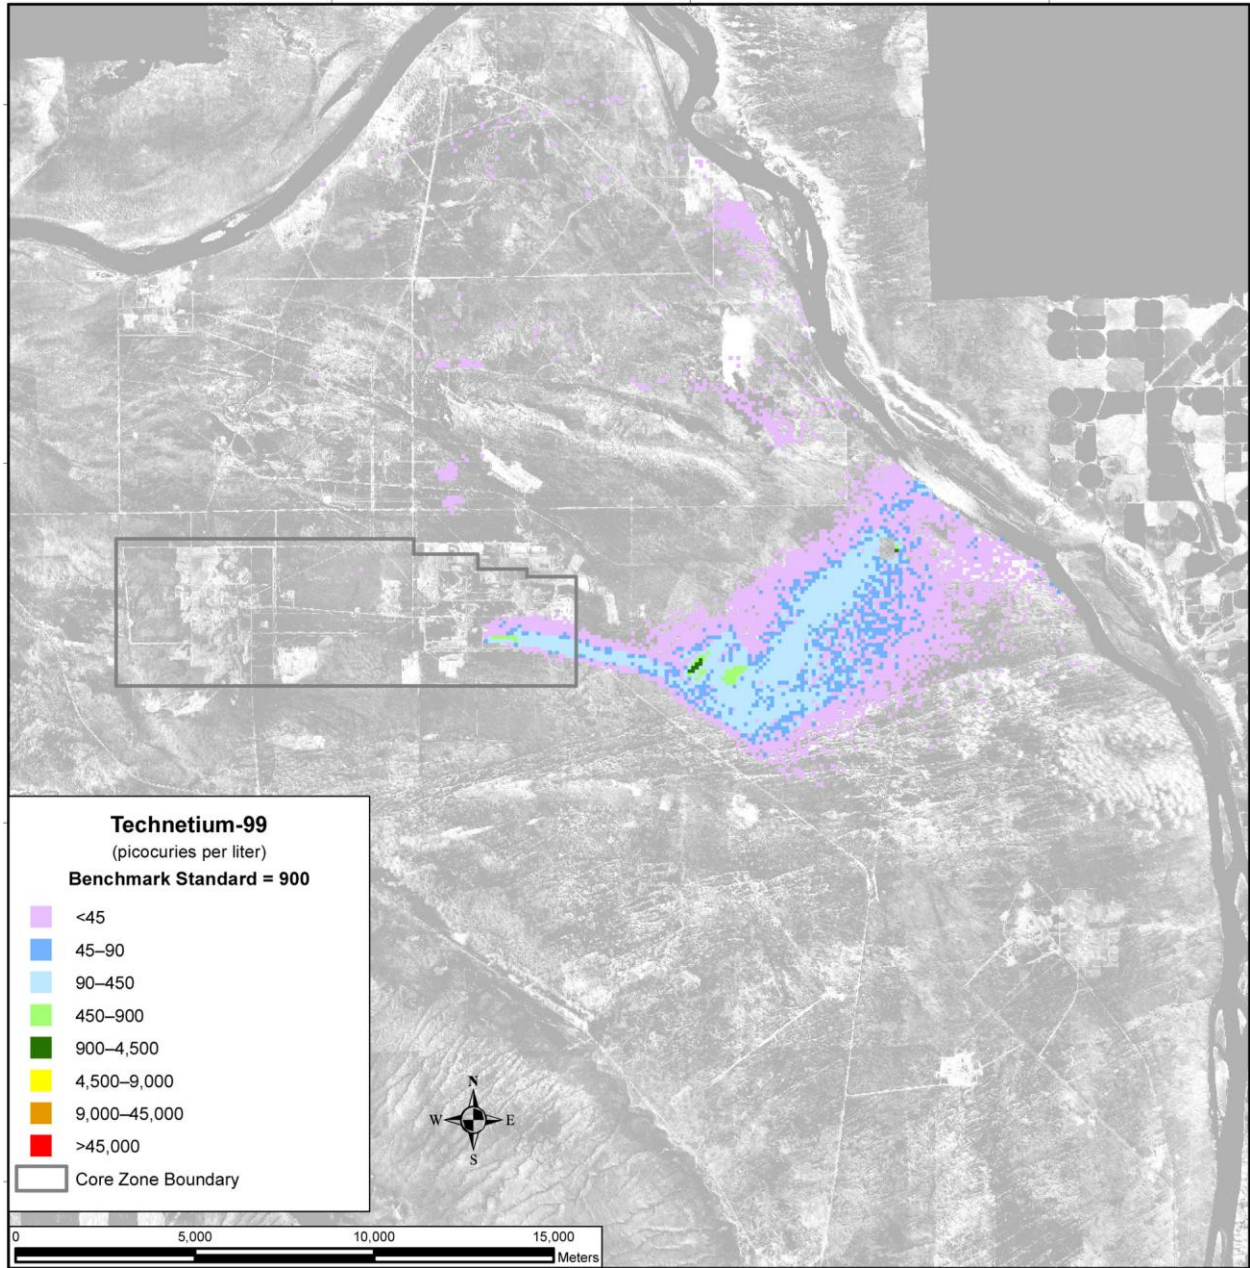 Technetium-99
(picocuries per liter)
Benchmark Standard = 900
<45
45–90
90–450
450–900
900–4,500
4,500–9,000
9,000–45,000
>45,000
Core Zone Boundary
N
W E
S
0 5,000 10,000 15,000
Meters